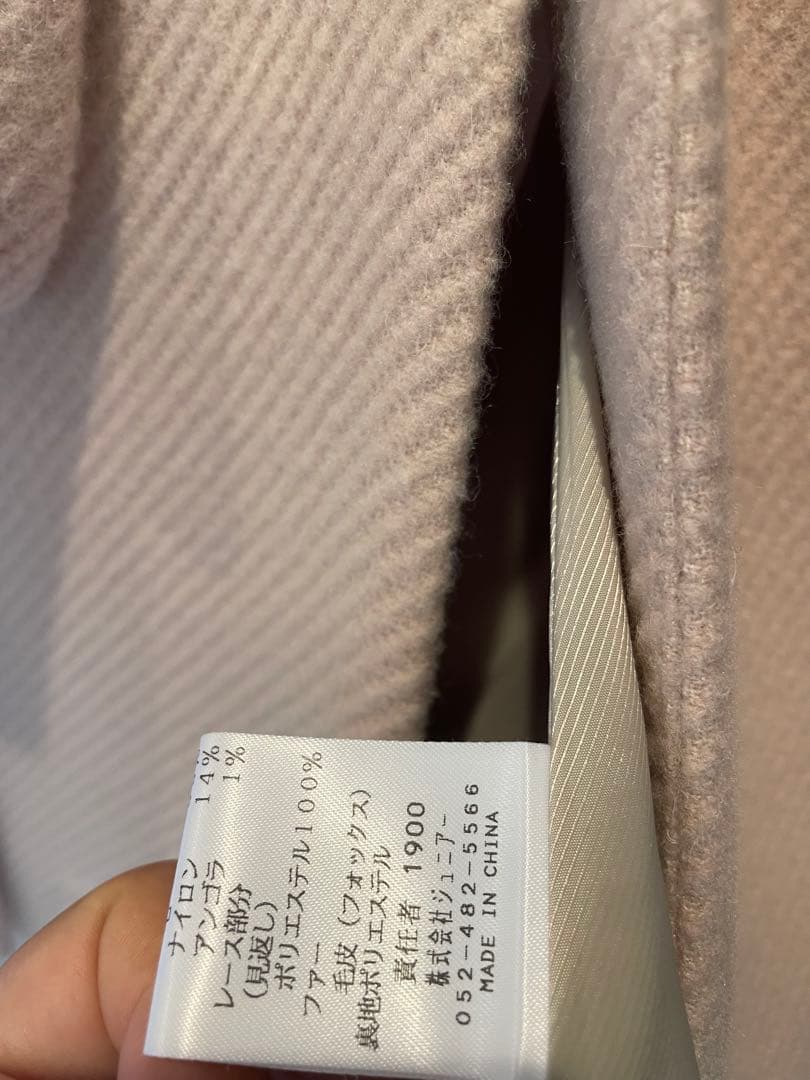 ナイロン 14%
アンゴラ 1%
レース部分
(見返し)
ポリエステル100%
ファー
毛皮 (フォックス)
裏地ポリエステル
責任者 1900
株式会社ジュニアー
052-482-5566
MADE IN CHINA